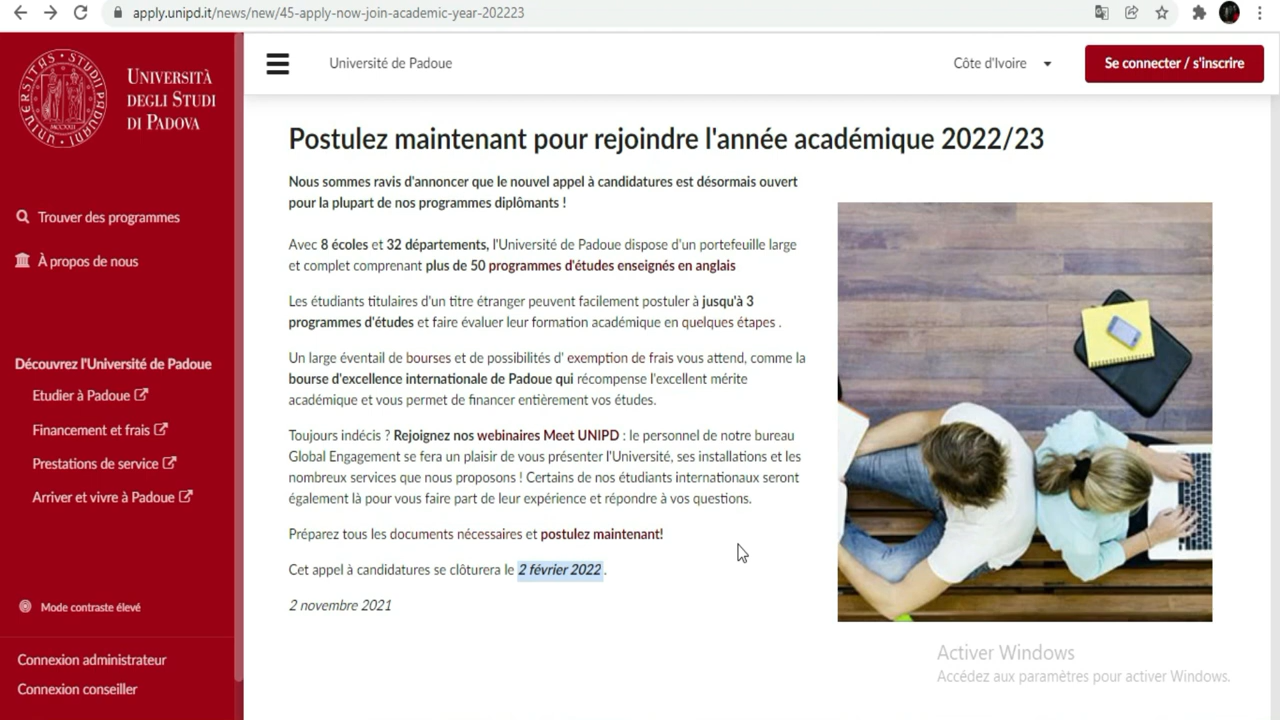 apply.unipd.it/news/new/45-apply-now-join-academic-year-202223
UNIVERSITÀ
DEGLI STUDI
DI PADOVA
Université de Padoue
Côte d'Ivoire
Se connecter / s'inscrire
Trouver des programmes
À propos de nous
Découvrez l'Université de Padoue
Etudier à Padoue
Financement et frais
Prestations de service
Arriver et vivre à Padoue
Mode contraste élevé
Connexion administrateur
Connexion conseiller
Postulez maintenant pour rejoindre l'année académique 2022/23
Nous sommes ravis d'annoncer que le nouvel appel à candidatures est désormais ouvert
pour la plupart de nos programmes diplômants !
Avec 8 écoles et 32 départements, l'Université de Padoue dispose d'un portefeuille large
et complet comprenant plus de 50 programmes d'études enseignés en anglais
Les étudiants titulaires d'un titre étranger peuvent facilement postuler à jusqu'à 3
programmes d'études et faire évaluer leur formation académique en quelques étapes .
Un large éventail de bourses et de possibilités d' exemption de frais vous attend, comme la
bourse d'excellence internationale de Padoue qui récompense l'excellent mérite
académique et vous permet de financer entièrement vos études.
Toujours indécis ? Rejoignez nos webinaires Meet UNIPD : le personnel de notre bureau
Global Engagement se fera un plaisir de vous présenter l'Université, ses installations et les
nombreux services que nous proposons ! Certains de nos étudiants internationaux seront
également là pour vous faire part de leur expérience et répondre à vos questions.
Préparez tous les documents nécessaires et postulez maintenant!
Cet appel à candidatures se clôturera le 2 février 2022 .
2 novembre 2021
Activer Windows
Accédez aux paramètres pour activer Windows.